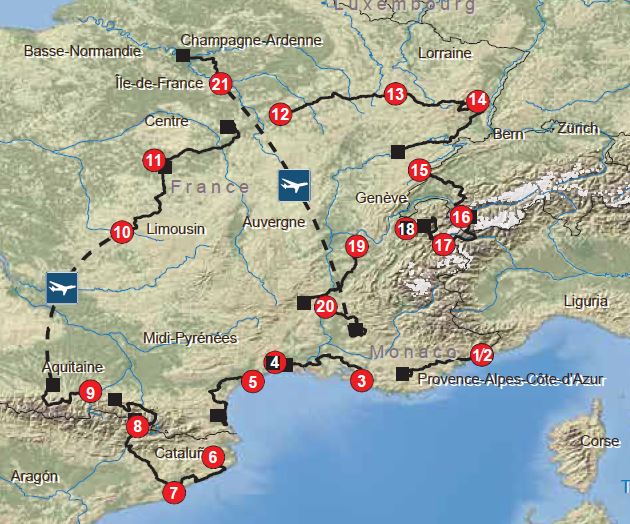 Luxembourg
Champagne-Ardenne
Basse-Normandie
Lorraine
Île-de-France
21
12
13
14
Centre
Bern
Zürich
11
France
15
Genève
Limousin
10
Auvergne
18
16
17
19
20
Liguria
Midi-Pyrénées
Monaco
1/2
4
5
3
Provence-Alpes-Côte-d'Azur
Aquitaine
9
8
Cataluñ
6
Corse
Aragón
7